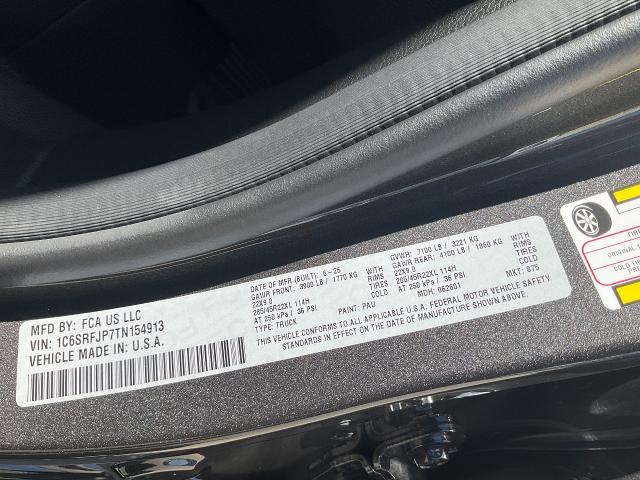 MFD BY: FCA US LLC
VIN: 1C6SRFJP7TN154913
VEHICLE MADE IN U.S.A.
DATE OF MFR (BUILT): 6-25 GVWR: 7100 LB / 3221 KG
GAWR FRONT: 3900 LB / 1770 KG WITH GAWR REAR: 4100 LB / 1860 KG WITH
22X9.0 RIMS 22X9.0 RIMS
285/45R22XL 114H TIRES 285/45R22XL 114H TIRES
AT 250 kPa / 36 PSI COLD AT 250 kPa / 36 PSI COLD
TYPE: TRUCK PAINT: PAU MDH: 062601 MKT: 875
THIS VEHICLE CONFORMS TO ALL APPLICABLE U.S.A. FEDERAL MOTOR VEHICLE SAFETY
STANDARDS IN EFFECT ON THE DATE OF MANUFACTURE SHOWN ABOVE
TIRE
ORIGINAL
COLD TI